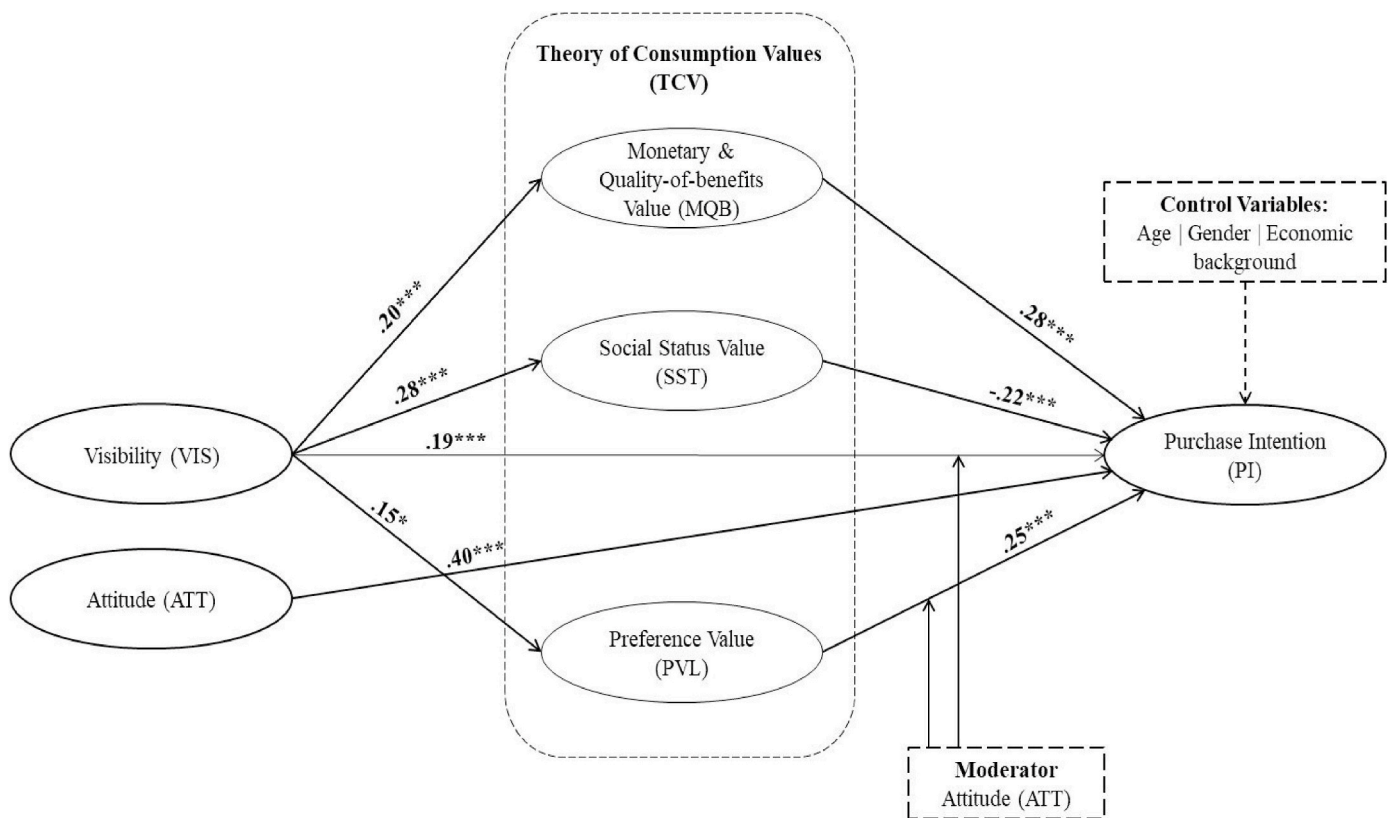 Theory of Consumption Values
(TCV)
Monetary &
Quality-of-benefits
Value (MQB)
Control Variables:
Age | Gender | Economic
background
.20***
.28***
Social Status Value
(SST)
.28***
-.22***
Visibility (VIS)
.19***
Purchase Intention
(PI)
.15*
.40***
.25***
Attitude (ATT)
Preference Value
(PVL)
Moderator
Attitude (ATT)